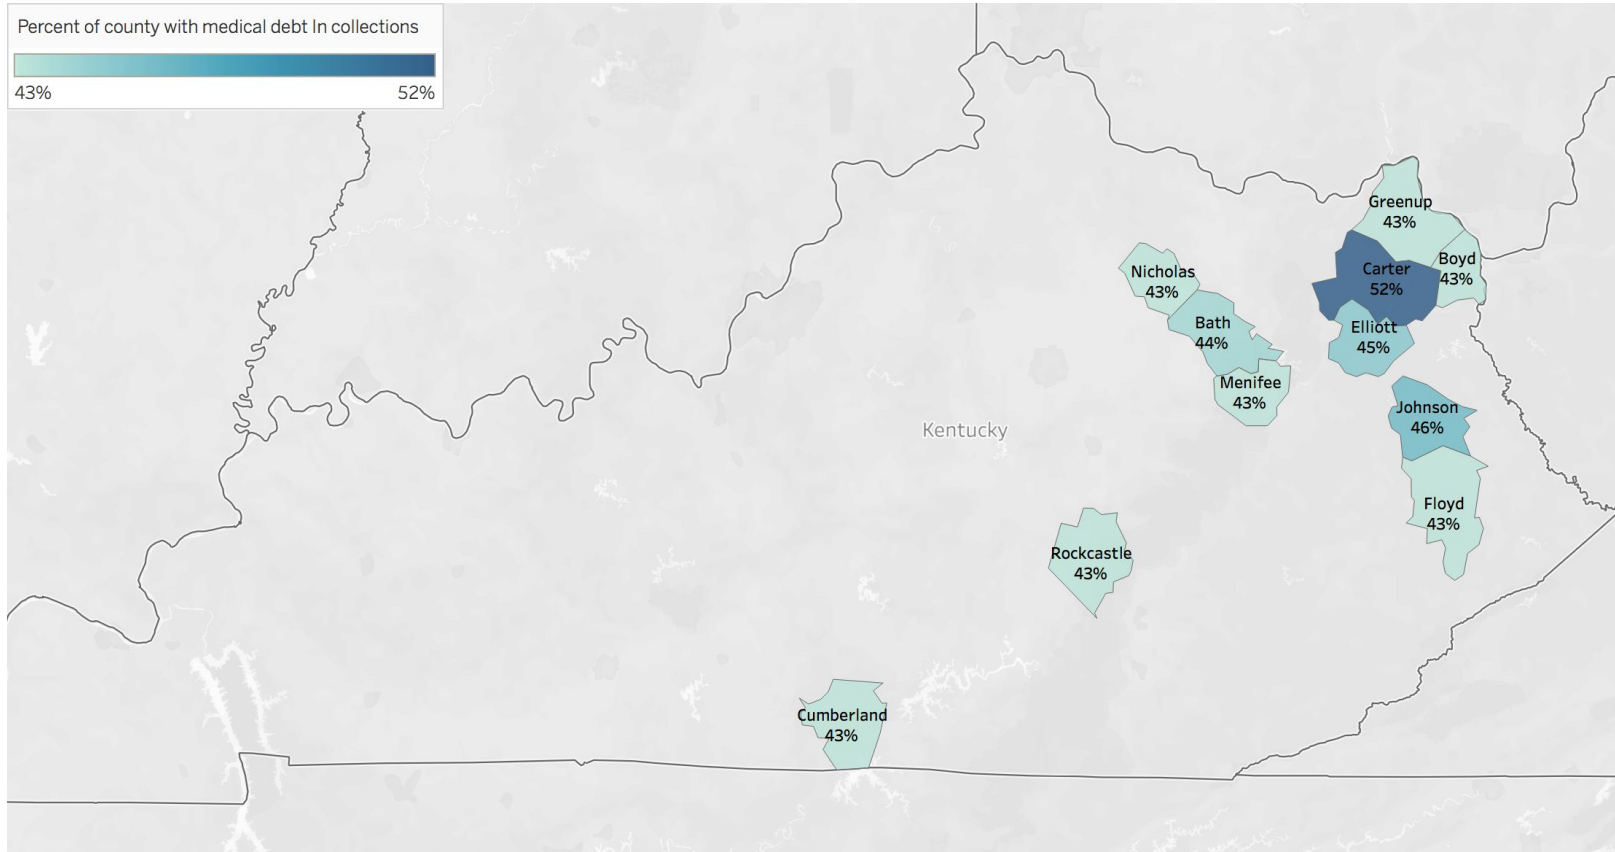 Percent of county with medical debt In collections
43%
52%
Greenup
43%
Boyd
43%
Carter
52%
Nicholas
43%
Bath
44%
Elliott
45%
Menifee
43%
Johnson
46%
Kentucky
Floyd
43%
Rockcastle
43%
Cumberland
43%